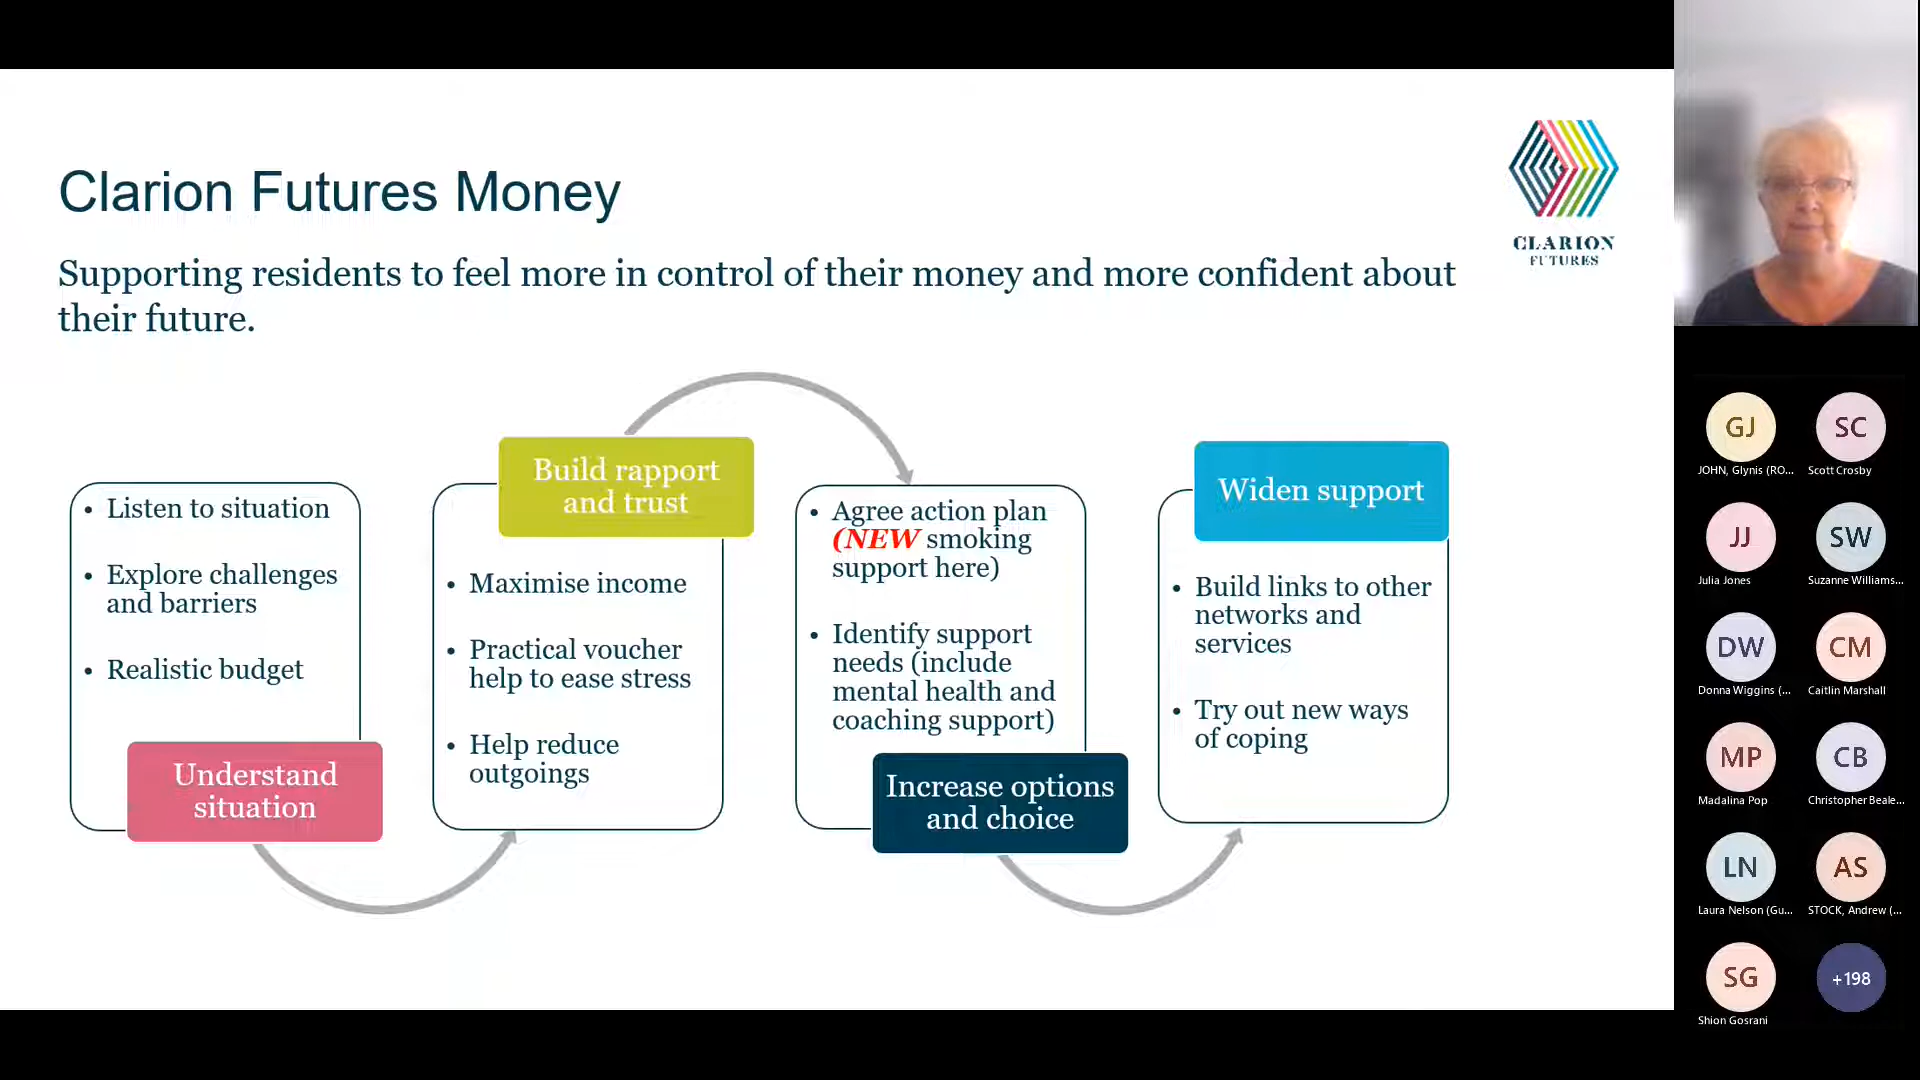 Clarion Futures Money
Supporting residents to feel more in control of their money and more confident about
their future.
CLARION
FUTURES
• Listen to situation
• Explore challenges
and barriers
• Realistic budget
Understand
situation
Build rapport
and trust
• Maximise income
• Practical voucher
help to ease stress
• Help reduce
outgoings
• Agree action plan
(NEW smoking
support here)
• Identify support
needs (include
mental health and
coaching support)
Increase options
and choice
Widen support
• Build links to other
networks and
services
• Try out new ways
of coping
GJ
JOHN, Glynis (RO...
SC
Scott Crosby
JJ
Julia Jones
SW
Suzanne Williams...
DW
Donna Wiggins (...
CM
Caitlin Marshall
MP
Madalina Pop
CB
Christopher Beale...
LN
Laura Nelson (Gu...
AS
STOCK, Andrew (...
SG
Shion Gosrani
+198